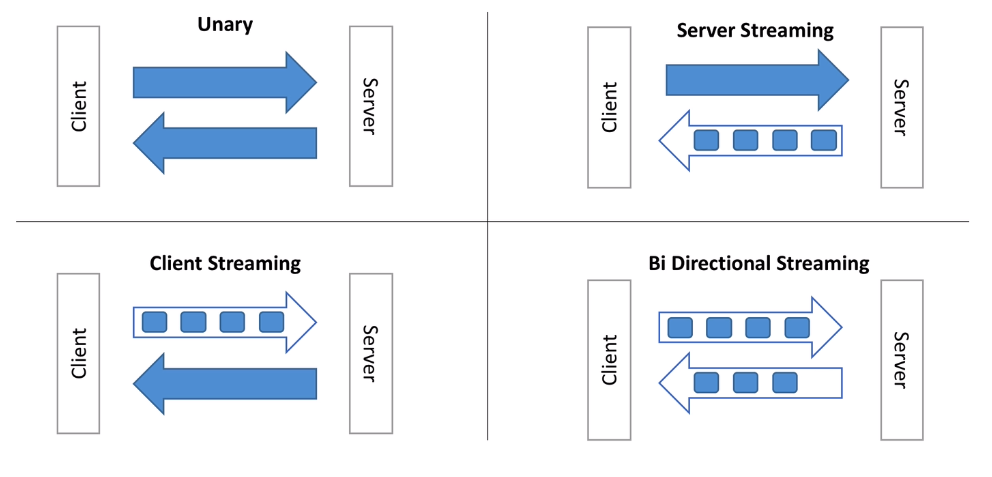 Unary
Client
Server
Server Streaming
Client
Server
Client Streaming
Client
Server
Bi Directional Streaming
Client
Server